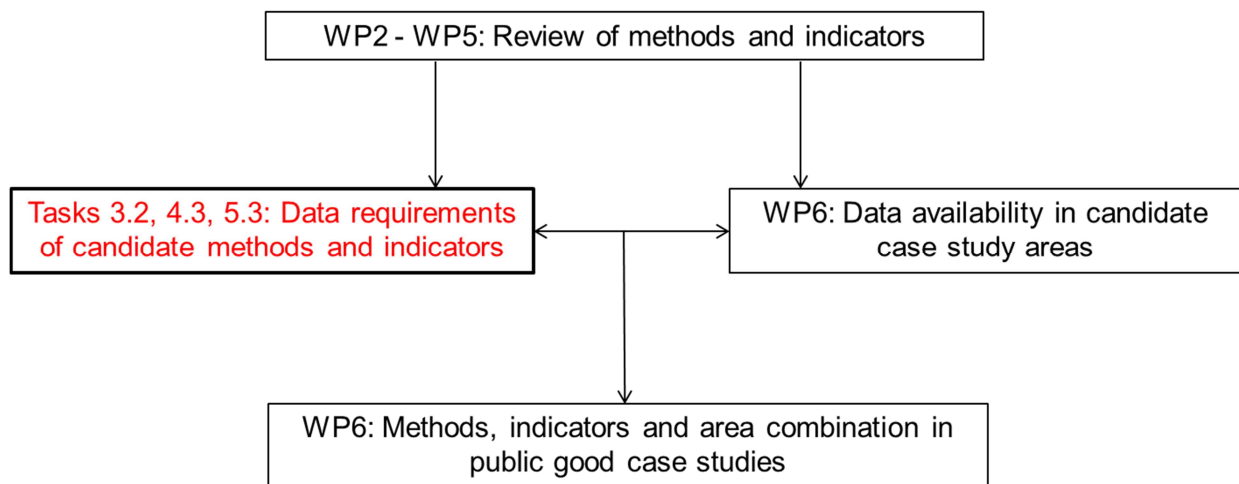 WP2 - WP5: Review of methods and indicators
Tasks 3.2, 4.3, 5.3: Data requirements
of candidate methods and indicators
WP6: Data availability in candidate
case study areas
WP6: Methods, indicators and area combination in
public good case studies